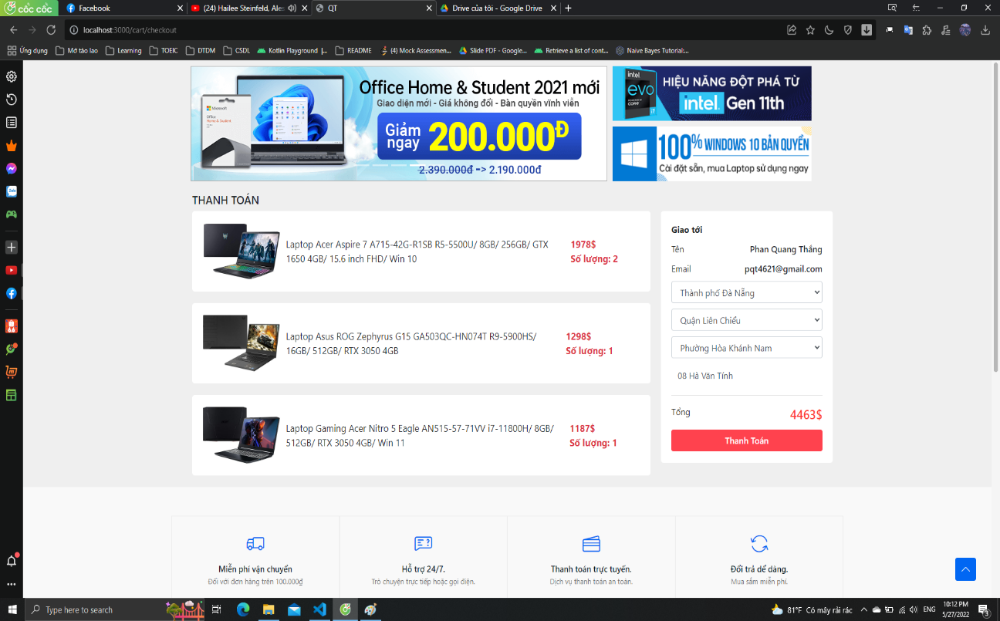 cốc cốc
Facebook
(24) Hailee Steinfeld, Ales
QT
Drive của tôi - Google Drive
localhost:3000/cart/checkout
Ứng dụng
Mở tào lao
Learning
TOEIC
DTDM
CSDL
Kotlin Playground |...
README
(4) Mock Assessmen...
Slide PDF - Google...
Retrieve a list of cont...
Naive Bayes Tutorial:...
Office Home & Student 2021 mới
Giao diện mới - Giá không đổi - Bản quyền vĩnh viễn
Giảm ngay 200.000Đ
2.390.000đ => 2.190.000đ
Microsoft
Office
Home & Student
intel
evo
HIỆU NĂNG ĐỘT PHÁ TỪ
intel Gen 11th
100% WINDOWS 10 BẢN QUYỀN
Cài đặt sẵn, mua Laptop sử dụng ngay
Zalo
THANH TOÁN
Laptop Acer Aspire 7 A715-42G-R1SB R5-5500U/ 8GB/ 256GB/ GTX
1650 4GB/ 15.6 inch FHD/ Win 10
1978$
Số lượng: 2
Laptop Asus ROG Zephyrus G15 GA503QC-HN074T R9-5900HS/
16GB/ 512GB/ RTX 3050 4GB
1298$
Số lượng: 1
Laptop Gaming Acer Nitro 5 Eagle AN515-57-71VV i7-11800H/ 8GB/
512GB/ RTX 3050 4GB/ Win 11
1187$
Số lượng: 1
Giao tới
Tên Phan Quang Thắng
Email pqt4621@gmail.com
Thành phố Đà Nẵng
Quận Liên Chiểu
Phường Hòa Khánh Nam
08 Hà Văn Tính
Tổng 4463$
Thanh Toán
Miễn phí vận chuyển
Đối với đơn hàng trên 100.000₫
Hỗ trợ 24/7.
Trò chuyện trực tiếp hoặc gọi điện.
Thanh toán trực tuyến.
Dịch vụ thanh toán an toàn.
Đổi trả dễ dàng.
Mua sắm miễn phí.
Type here to search
81°F Có mây rải rác
ENG
10:12 PM
5/27/2022
3